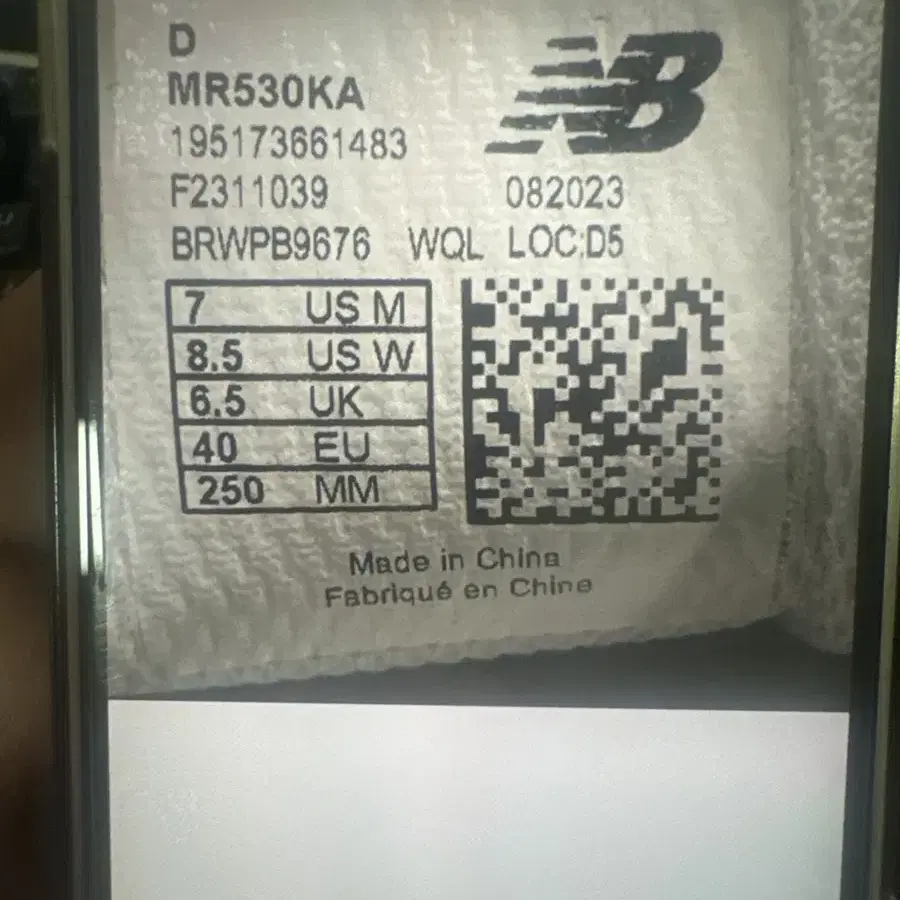 D
MR530KA
NB
195173661483
F2311039 082023
BRWPB9676 WQL LOC:D5
7 US M
8.5 US W
6.5 UK
40 EU
250 MM
Made in China
Fabriqué en Chine